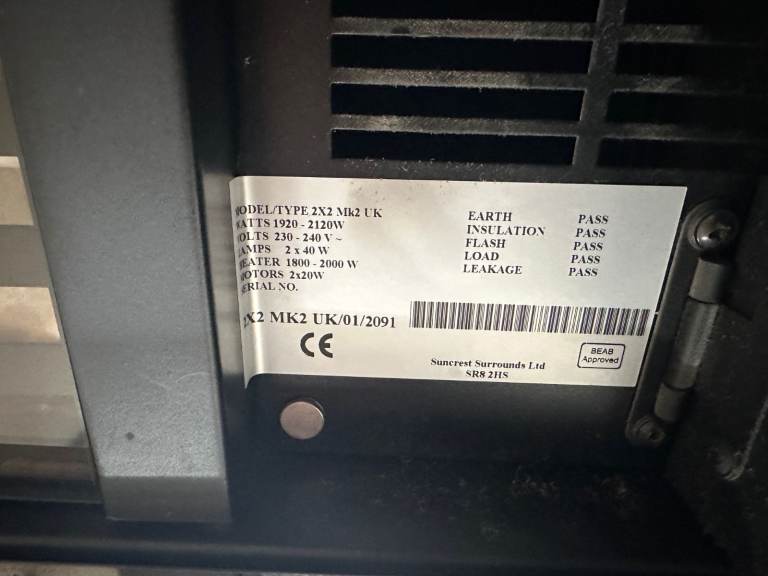 MODEL/TYPE 2X2 Mk2 UK
WATTS 1920 - 2120W
VOLTS 230 - 240 V ~
LAMPS 2 x 40 W
HEATER 1800 - 2000 W
MOTORS 2x20W
SERIAL NO.
EARTH PASS
INSULATION PASS
FLASH PASS
LOAD PASS
LEAKAGE PASS
2X2 MK2 UK/01/2091
CE
BEAB
Approved
Suncrest Surrounds Ltd
SR8 2HS